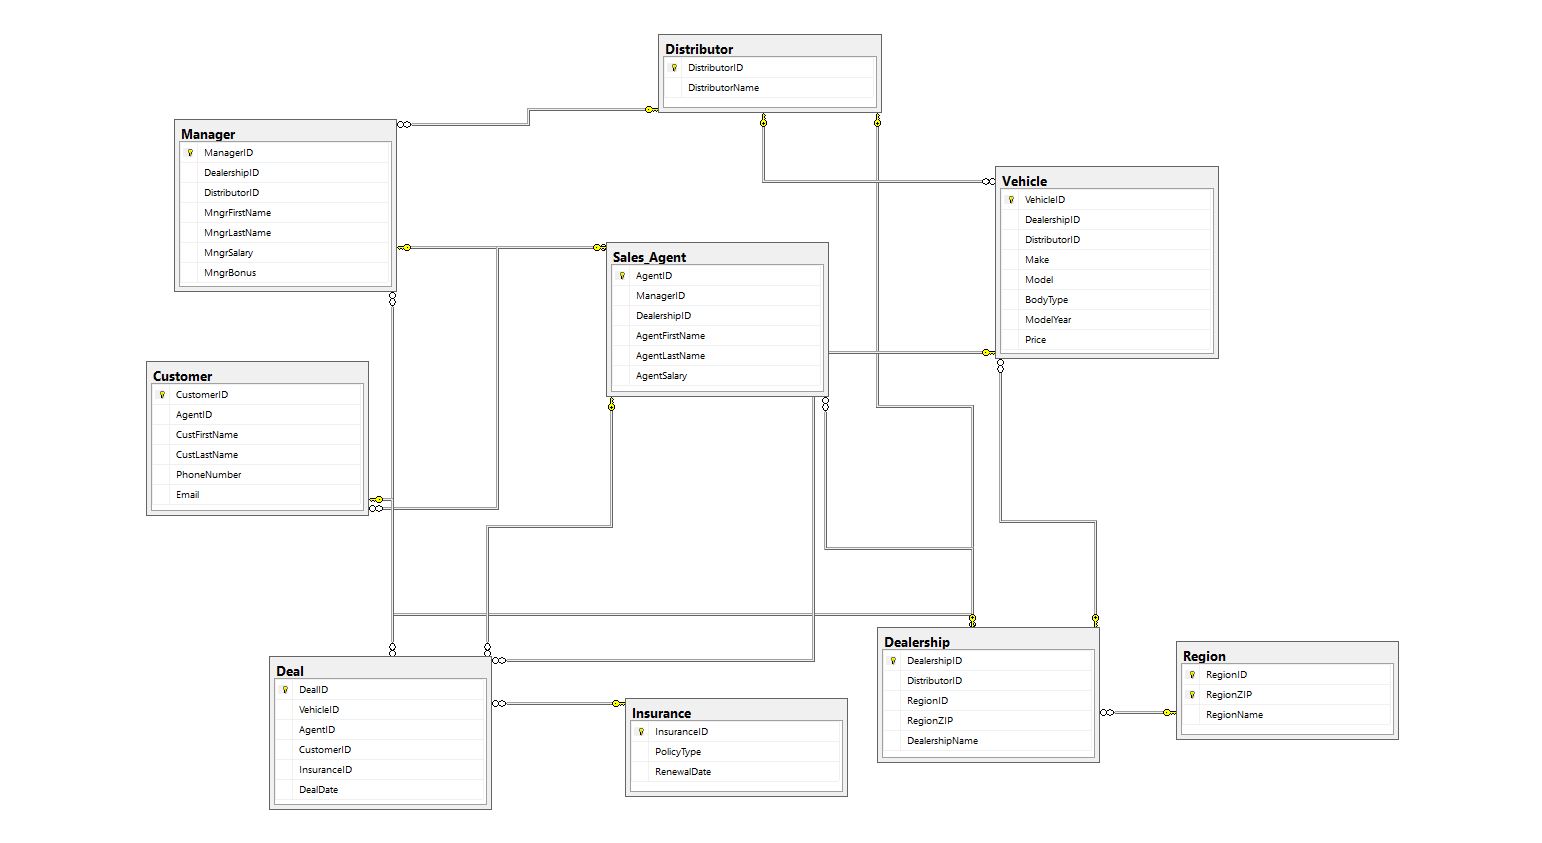 Distributor
DistributorID
DistributorName
Manager
ManagerID
DealershipID
DistributorID
MngrFirstName
MngrLastName
MngrSalary
MngrBonus
Vehicle
VehicleID
DealershipID
DistributorID
Make
Model
BodyType
ModelYear
Price
Sales_Agent
AgentID
ManagerID
DealershipID
AgentFirstName
AgentLastName
AgentSalary
Customer
CustomerID
AgentID
CustFirstName
CustLastName
PhoneNumber
Email
Deal
DealID
VehicleID
AgentID
CustomerID
InsuranceID
DealDate
Insurance
InsuranceID
PolicyType
RenewalDate
Dealership
DealershipID
DistributorID
RegionID
RegionZIP
DealershipName
Region
RegionID
RegionZIP
RegionName